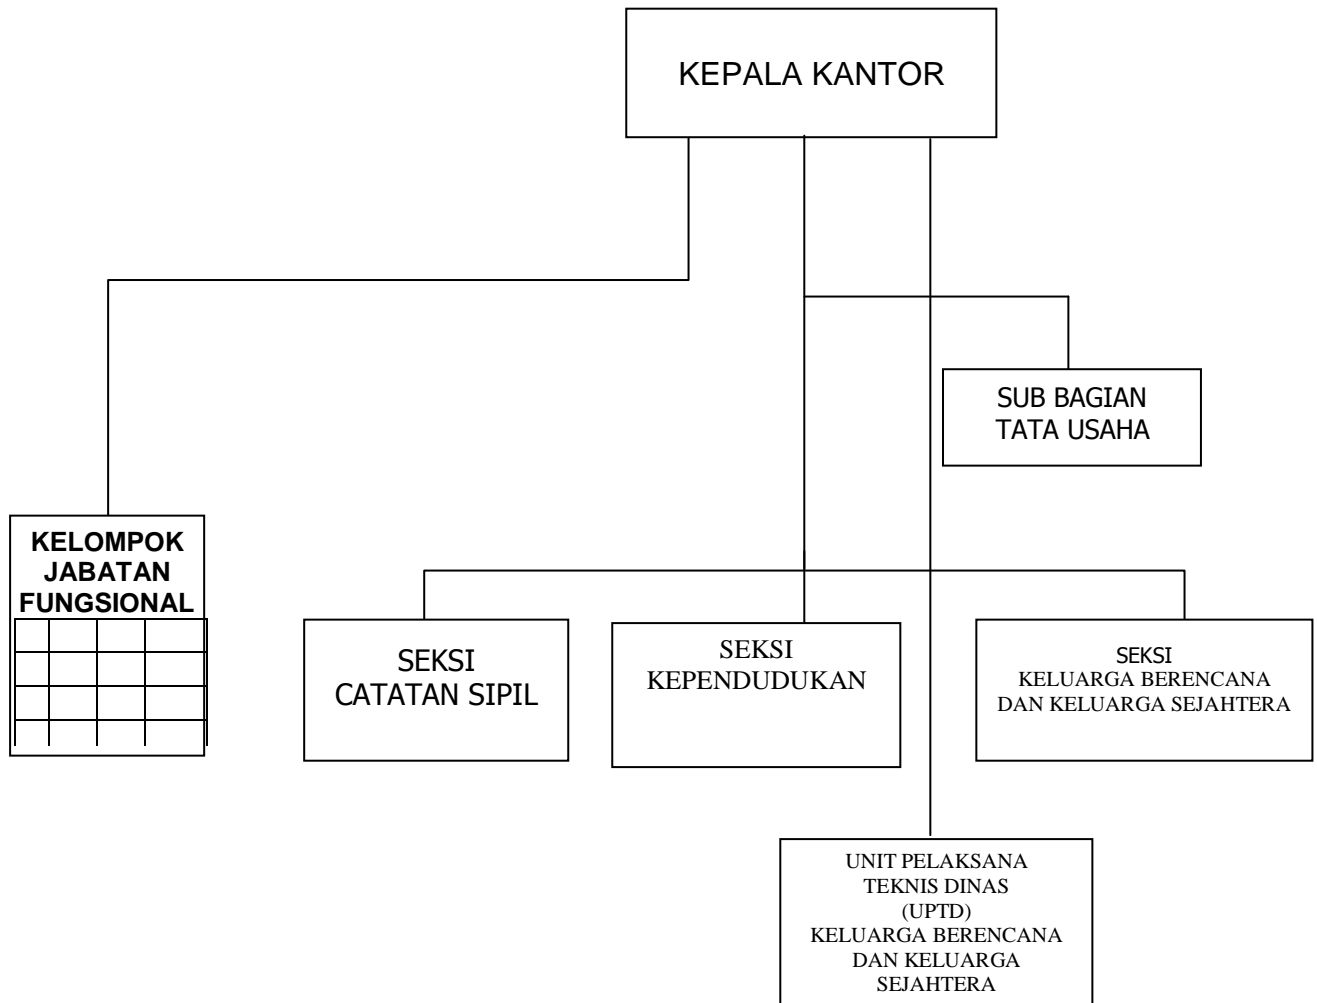 KEPALA KANTOR
SUB BAGIAN
TATA USAHA
KELOMPOK
JABATAN
FUNGSIONAL
SEKSI
CATATAN SIPIL
SEKSI
KEPENDUDUKAN
SEKSI
KELUARGA BERENCANA
DAN KELUARGA SEJAHTERA
UNIT PELAKSANA
TEKNIS DINAS
(UPTD)
KELUARGA BERENCANA
DAN KELUARGA
SEJAHTERA